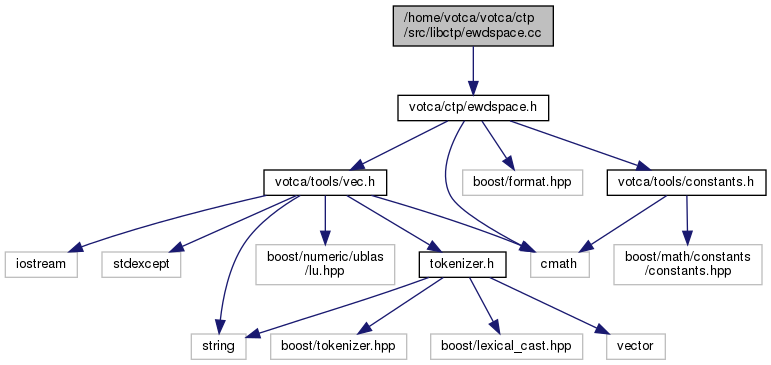 /home/votca/votca/ctp
/src/libctp/ewdspace.cc
votca/ctp/ewdspace.h
votca/tools/vec.h
boost/format.hpp
votca/tools/constants.h
iostream
stdexcept
boost/numeric/ublas
/lu.hpp
tokenizer.h
cmath
boost/math/constants
/constants.hpp
string
boost/tokenizer.hpp
boost/lexical_cast.hpp
vector